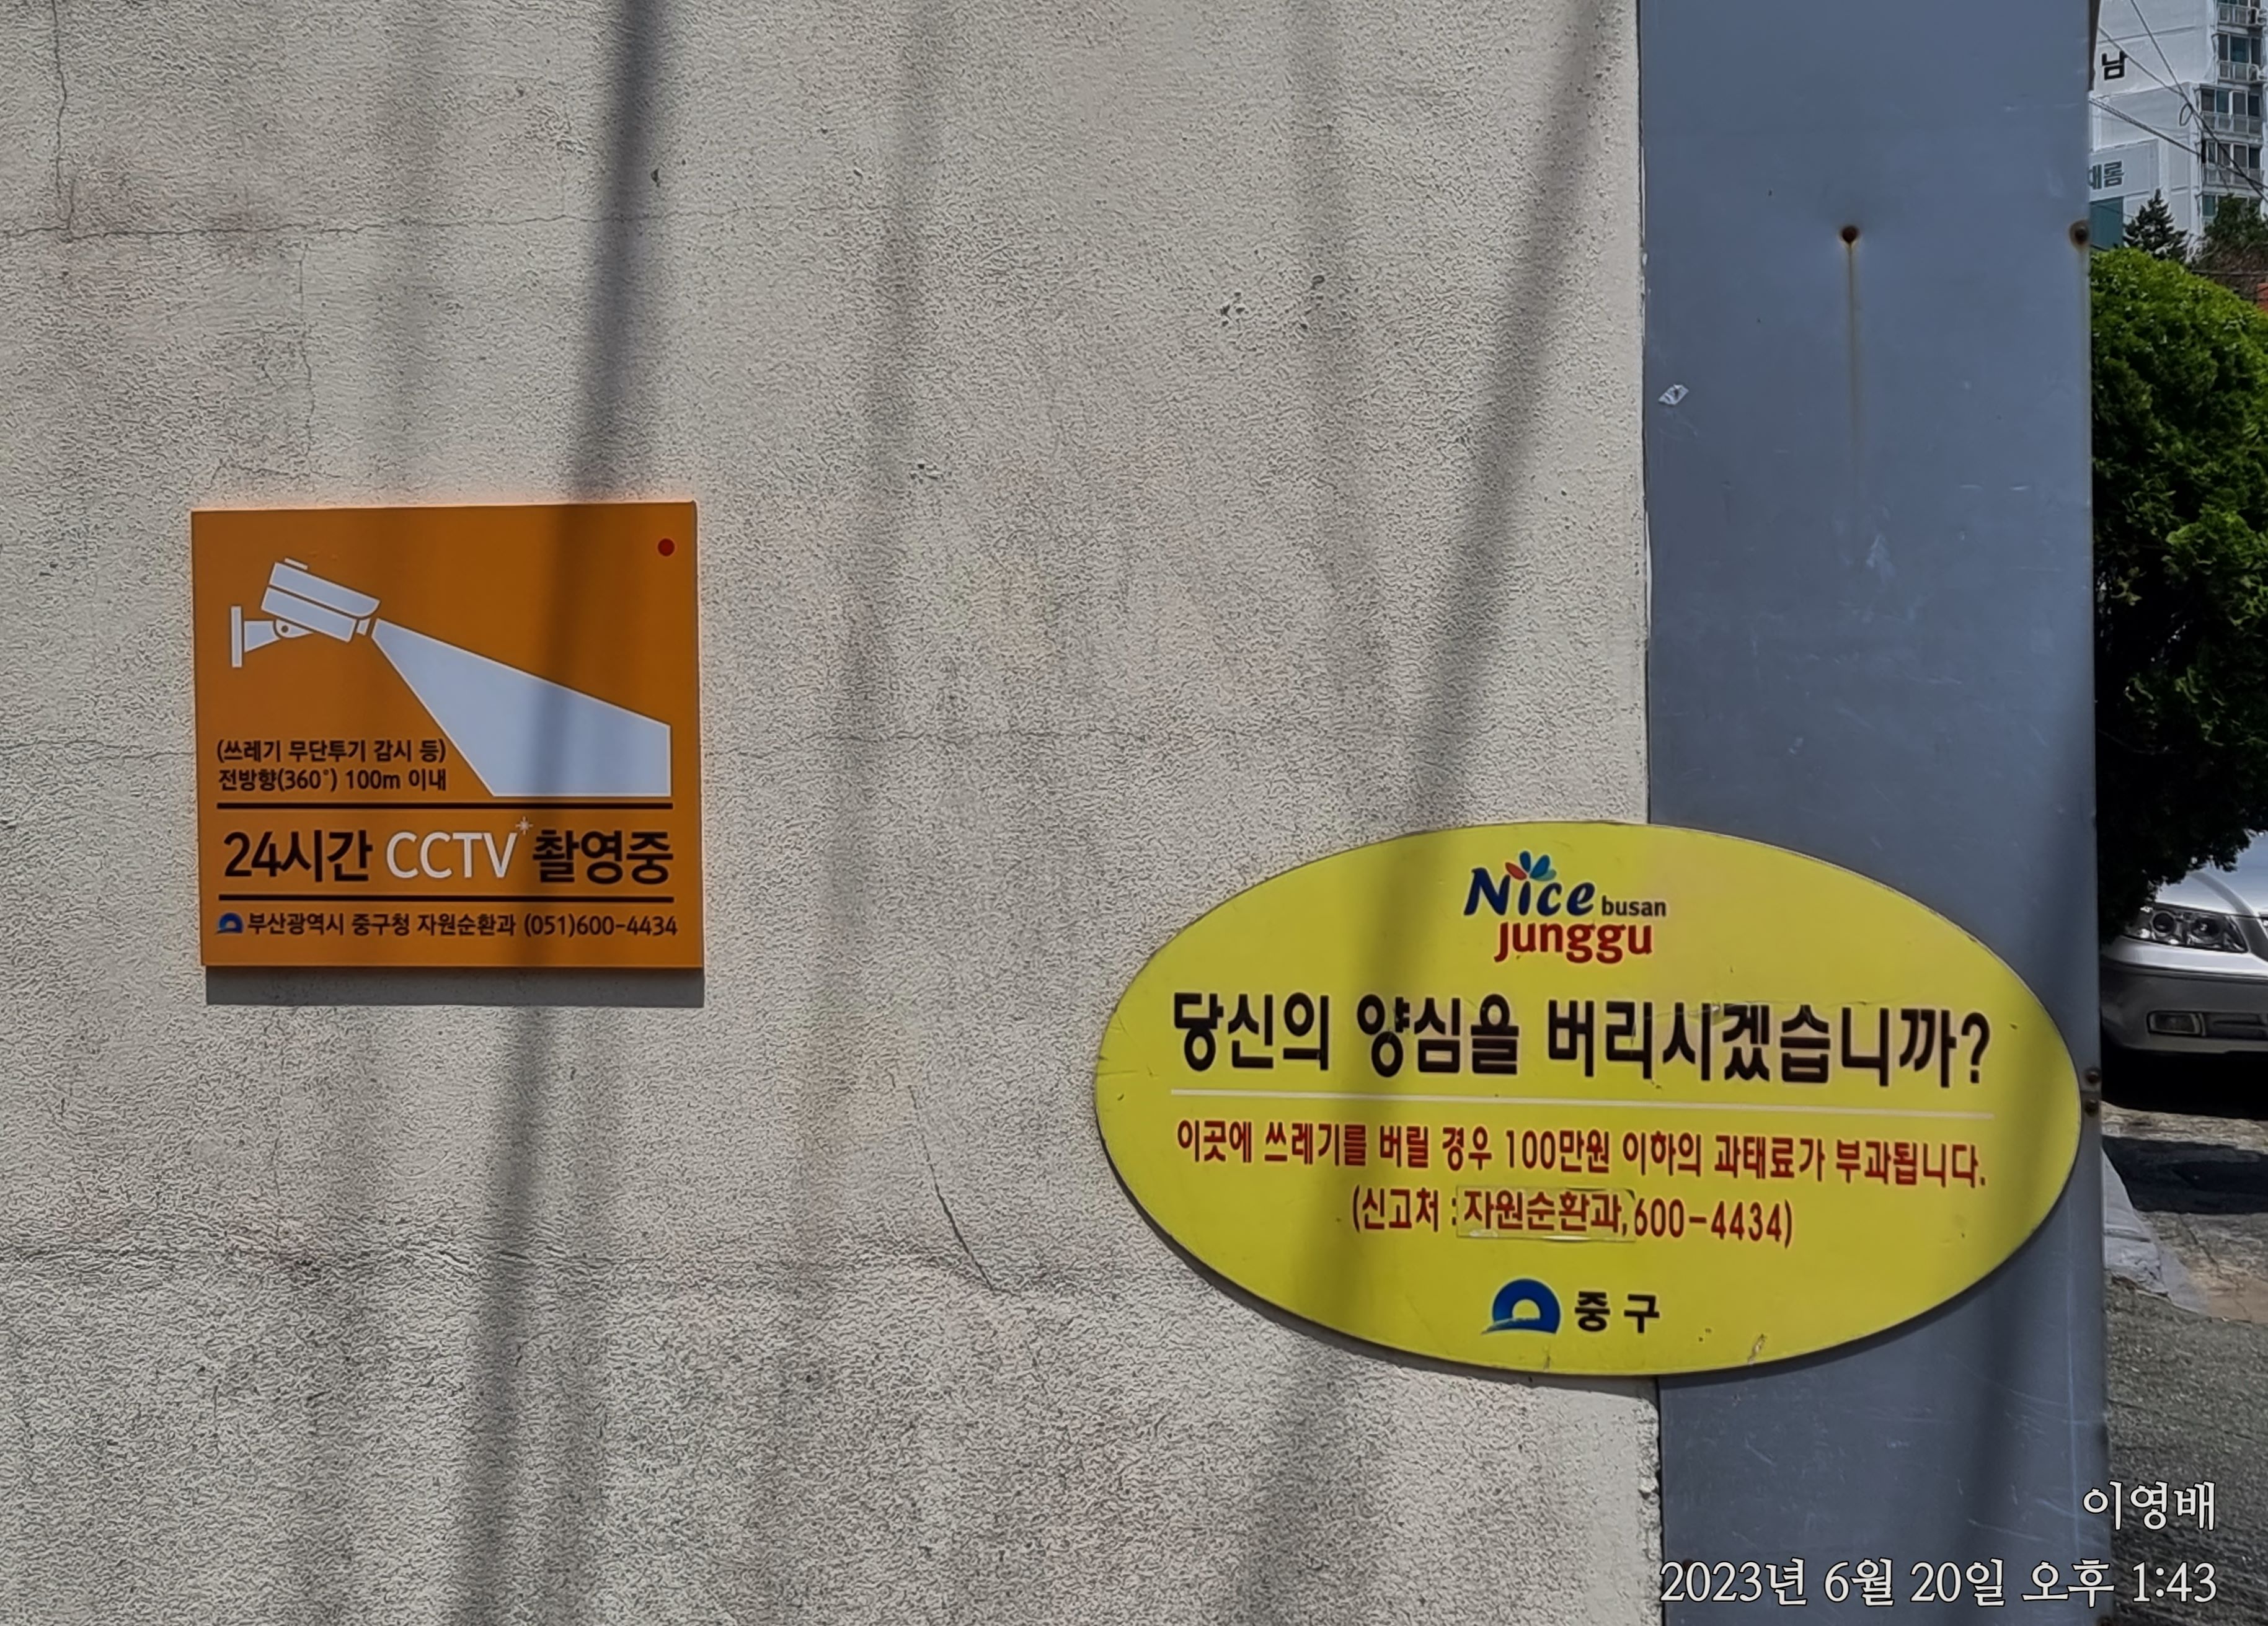 (쓰레기 무단투기 감시 등)
전방향(360°) 100m 이내
24시간 CCTV 촬영중
부산광역시 중구청 자원순환과 (051)600-4434
Nice busan
Junggu
당신의 양심을 버리시겠습니까?
이곳에 쓰레기를 버릴 경우 100만원 이하의 과태료가 부과됩니다.
(신고처 : 자원순환과, 600-4434)
중구
남
이영배
2023년 6월 20일 오후 1:43